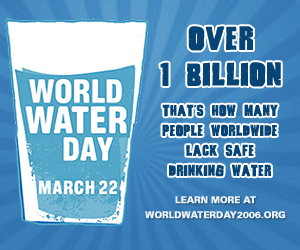 WORLD
WATER
DAY
MARCH 22
OVER
1 BILLION
THAT'S HOW MANY
PEOPLE WORLDWIDE
LACK SAFE
DRINKING WATER
LEARN MORE AT
WORLDWATERDAY2006.ORG